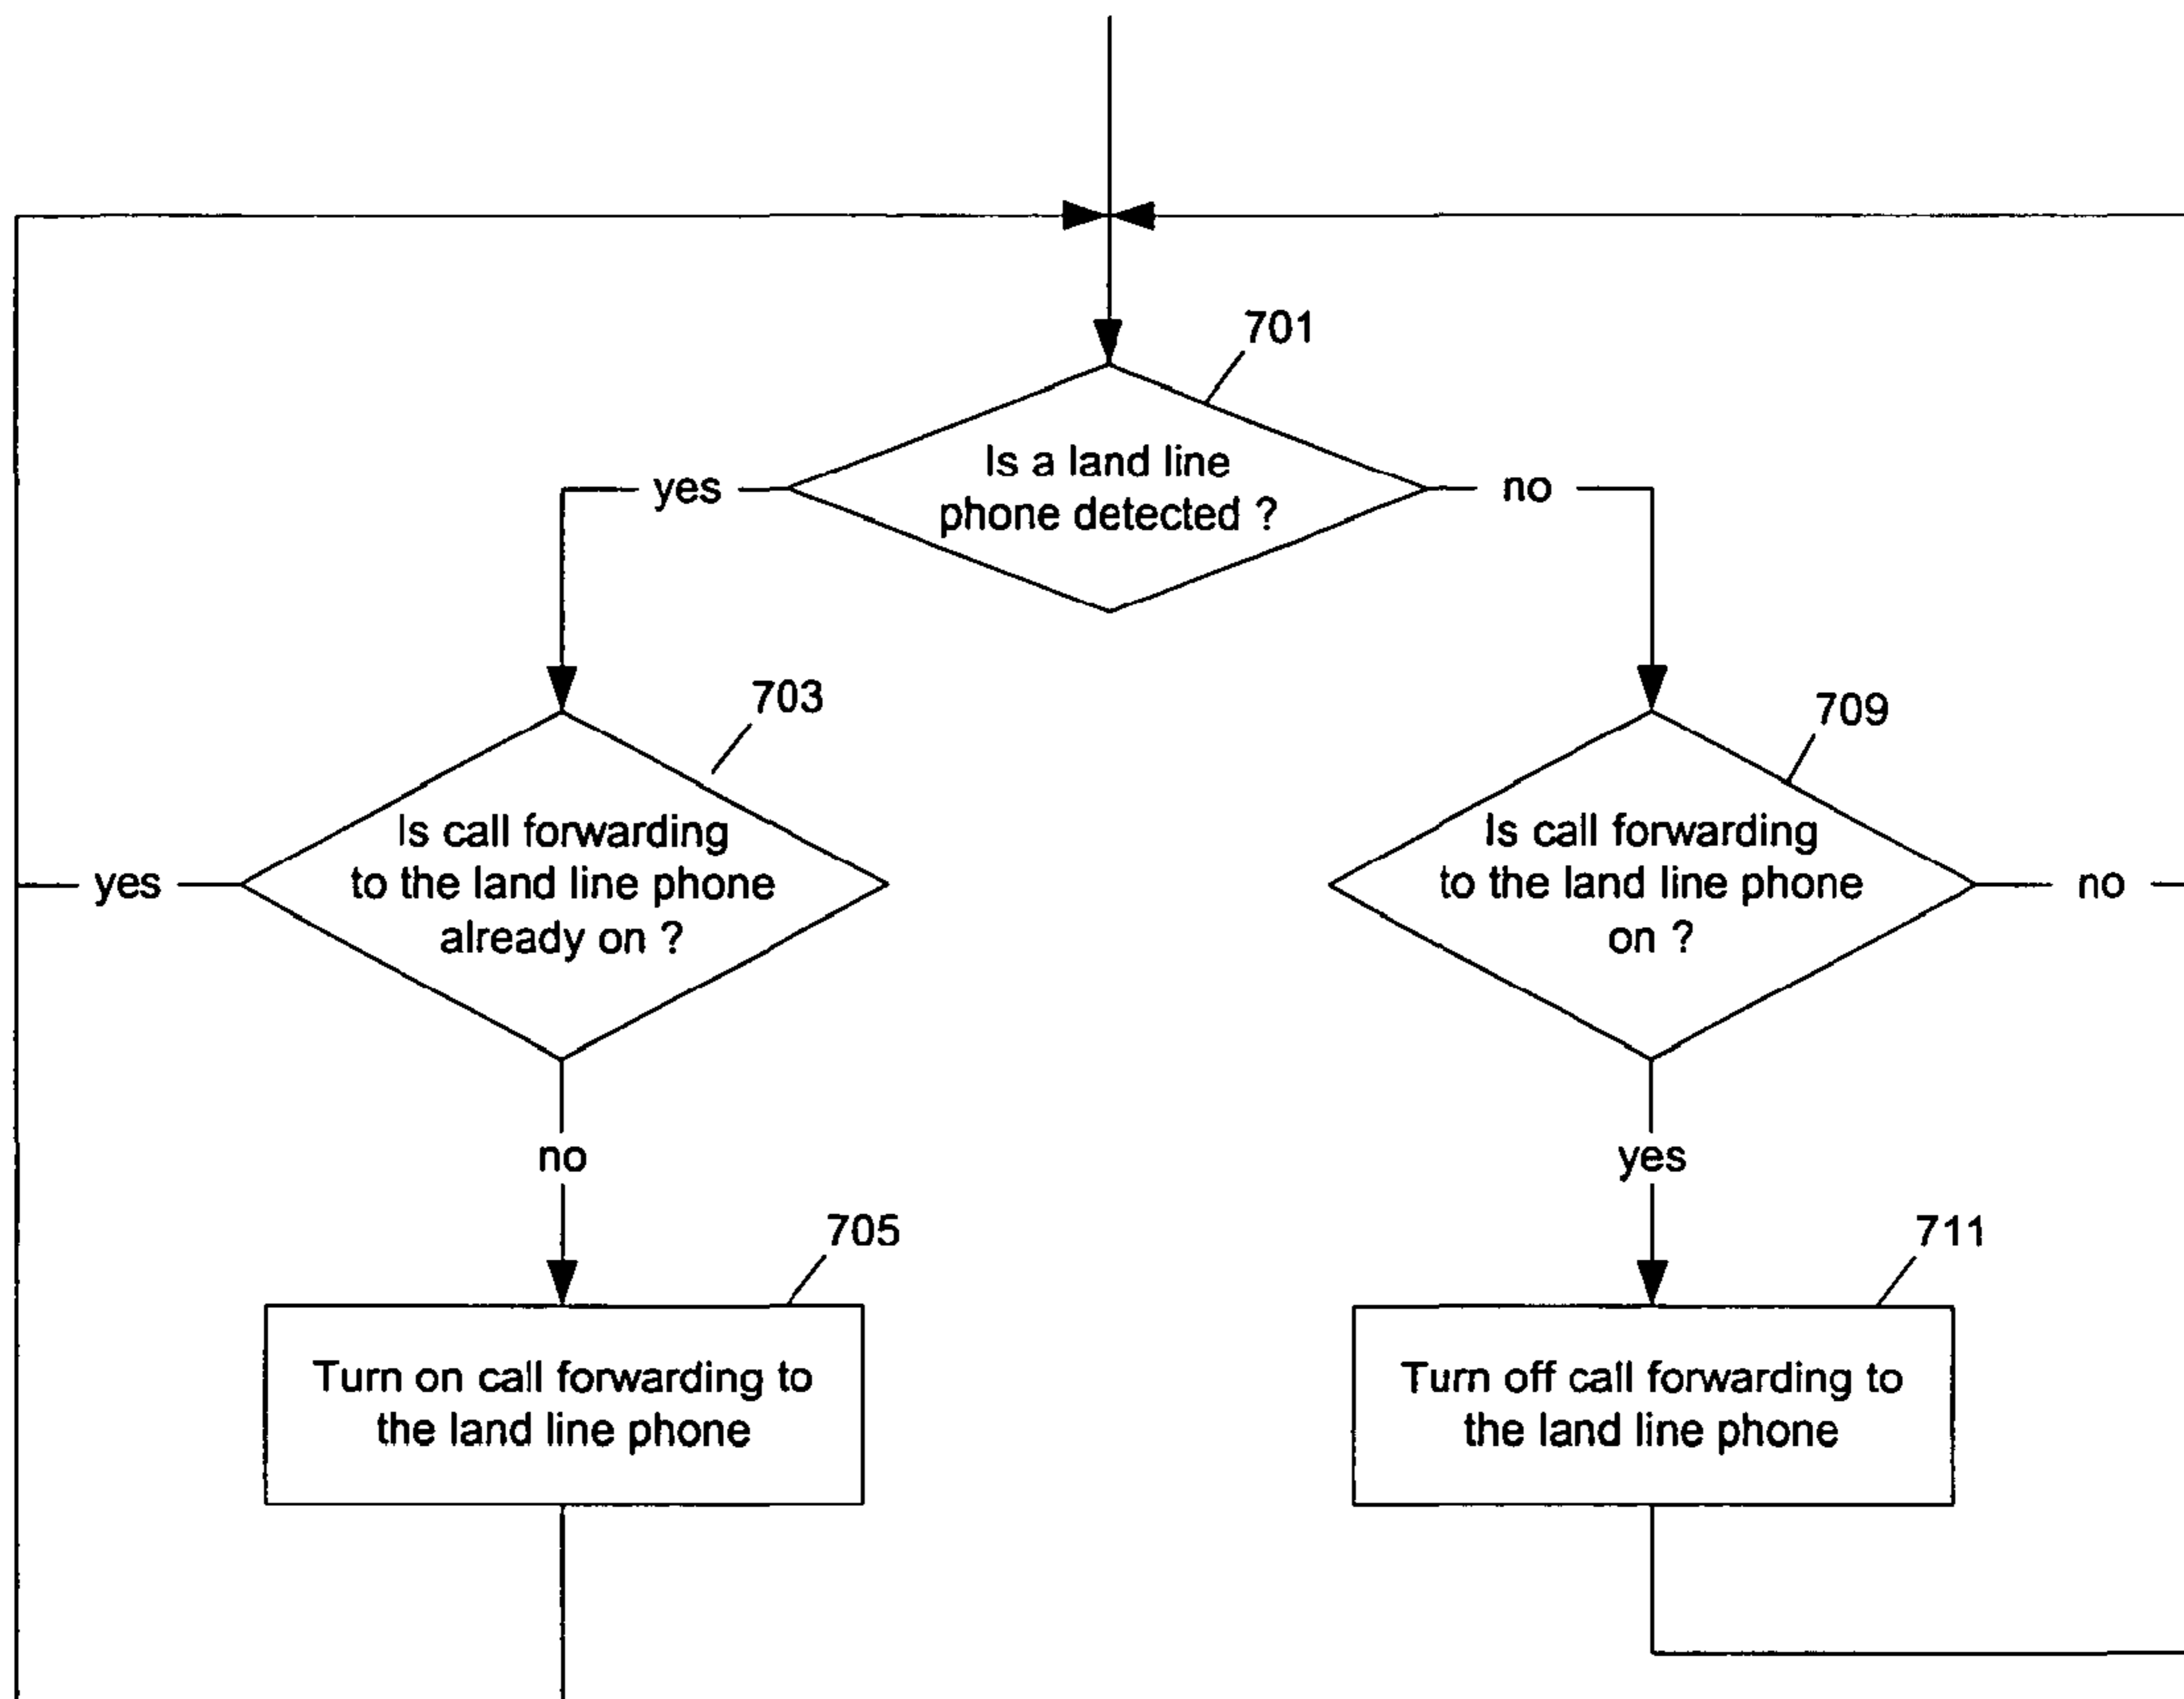 701
Is a land line
phone detected ?
yes
no
703
709
Is call forwarding
to the land line phone
already on ?
yes
Is call forwarding
to the land line phone
on ?
no
no
yes
705
711
Turn on call forwarding to
the land line phone
Turn off call forwarding to
the land line phone